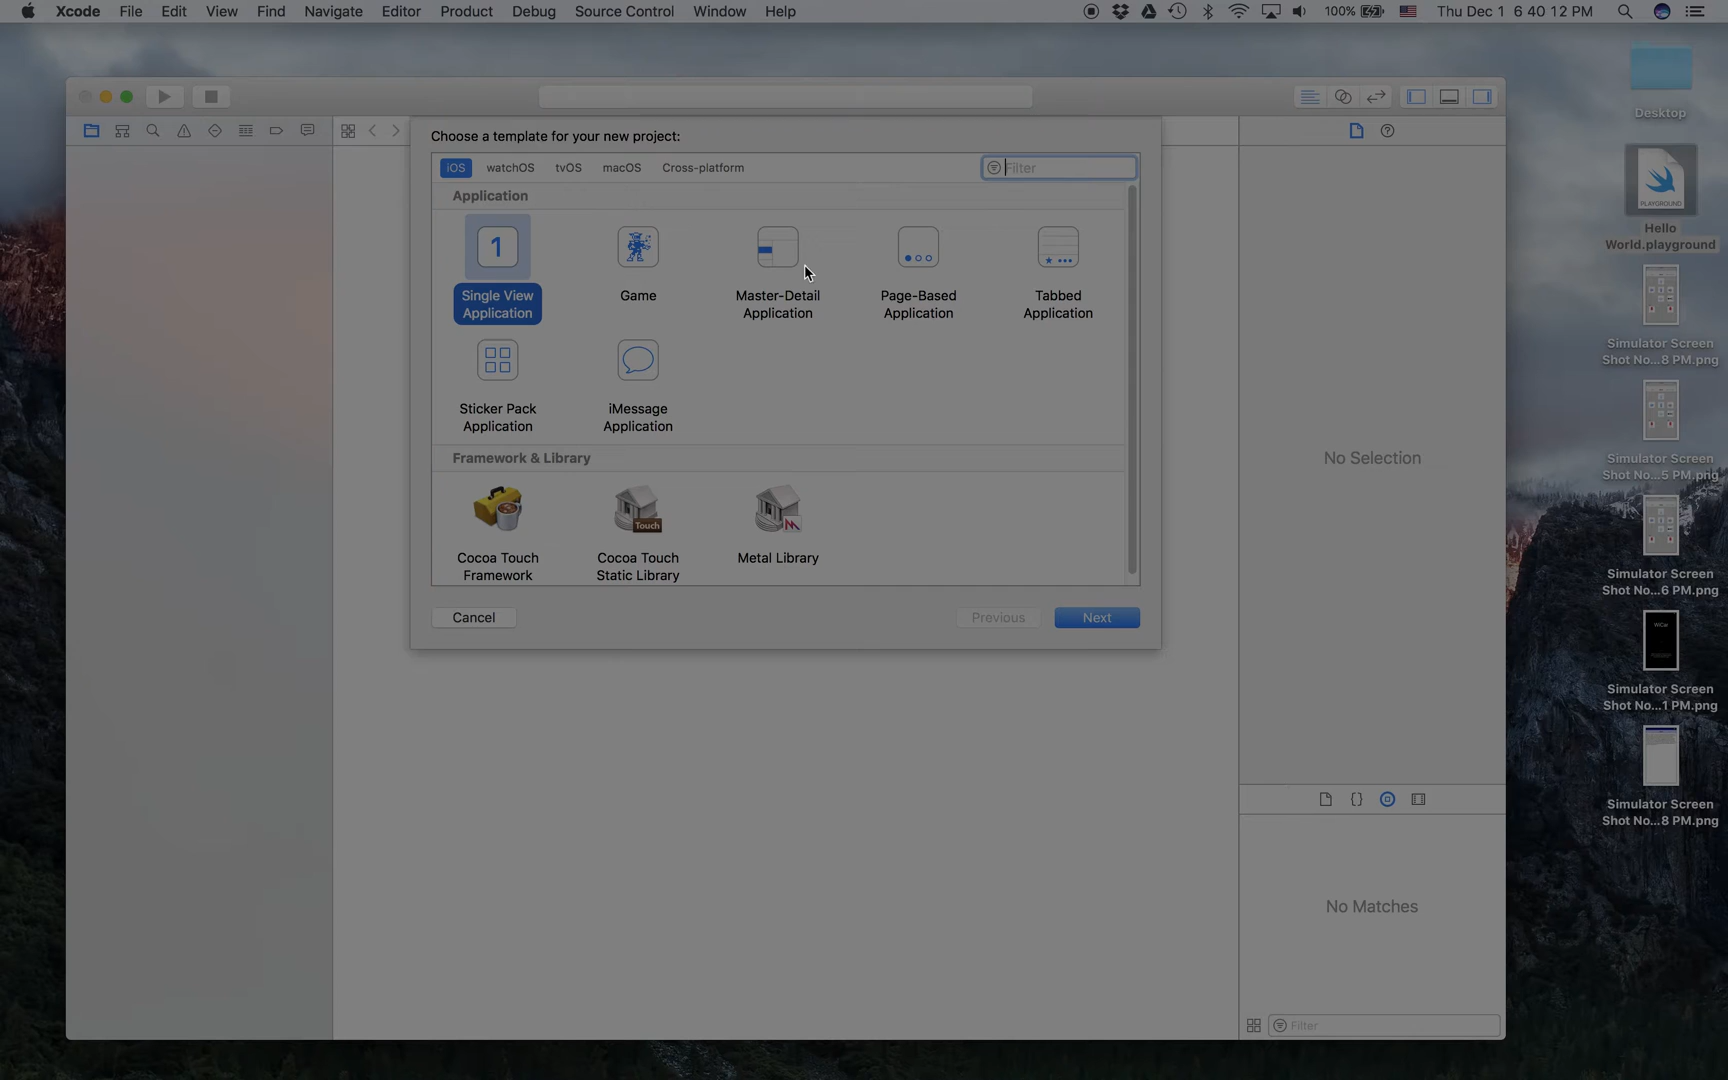 Xcode File Edit View Find Navigate Editor Product Debug Source Control Window Help 100% Thu Dec 1 6 40 12 PM
Choose a template for your new project:
iOS watchOS tvOS macOS Cross-platform Filter
Application
1
Single View
Application
Game
Master-Detail
Application
Page-Based
Application
Tabbed
Application
Sticker Pack
Application
iMessage
Application
Framework & Library
Touch
Cocoa Touch
Framework
Cocoa Touch
Static Library
Metal Library
Cancel Previous Next
No Selection
No Matches
Filter
Desktop
PLAYGROUND
Hello
World.playground
Simulator Screen
Shot No...8 PM.png
Simulator Screen
Shot No...5 PM.png
Simulator Screen
Shot No...6 PM.png
WiCar
Simulator Screen
Shot No...1 PM.png
Simulator Screen
Shot No...8 PM.png